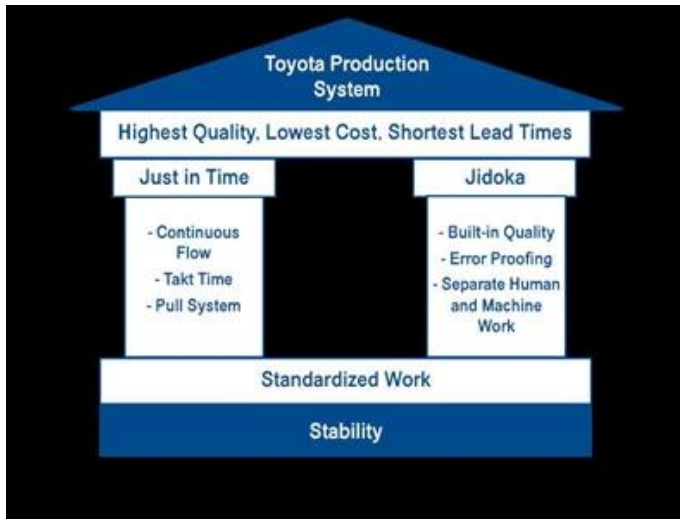 Toyota Production
System
Highest Quality, Lowest Cost, Shortest Lead Times
Just in Time
- Continuous
Flow
- Takt Time
- Pull System
Jidoka
- Built-in Quality
- Error Proofing
- Separate Human
and Machine
Work
Standardized Work
Stability